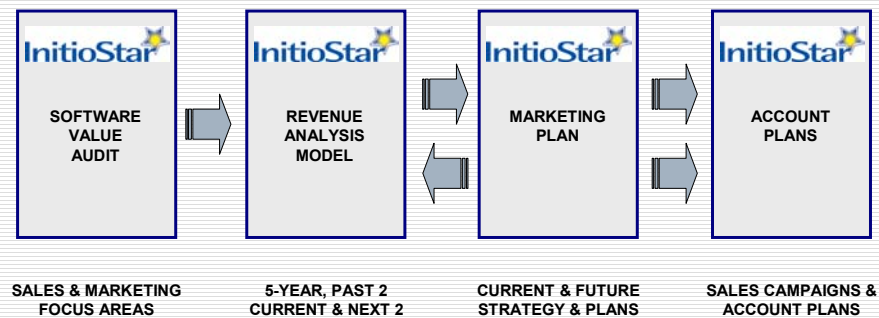 InitioStar
SOFTWARE
VALUE
AUDIT
InitioStar
REVENUE
ANALYSIS
MODEL
InitioStar
MARKETING
PLAN
InitioStar
ACCOUNT
PLANS
SALES & MARKETING
FOCUS AREAS
5-YEAR, PAST 2
CURRENT & NEXT 2
CURRENT & FUTURE
STRATEGY & PLANS
SALES CAMPAIGNS &
ACCOUNT PLANS